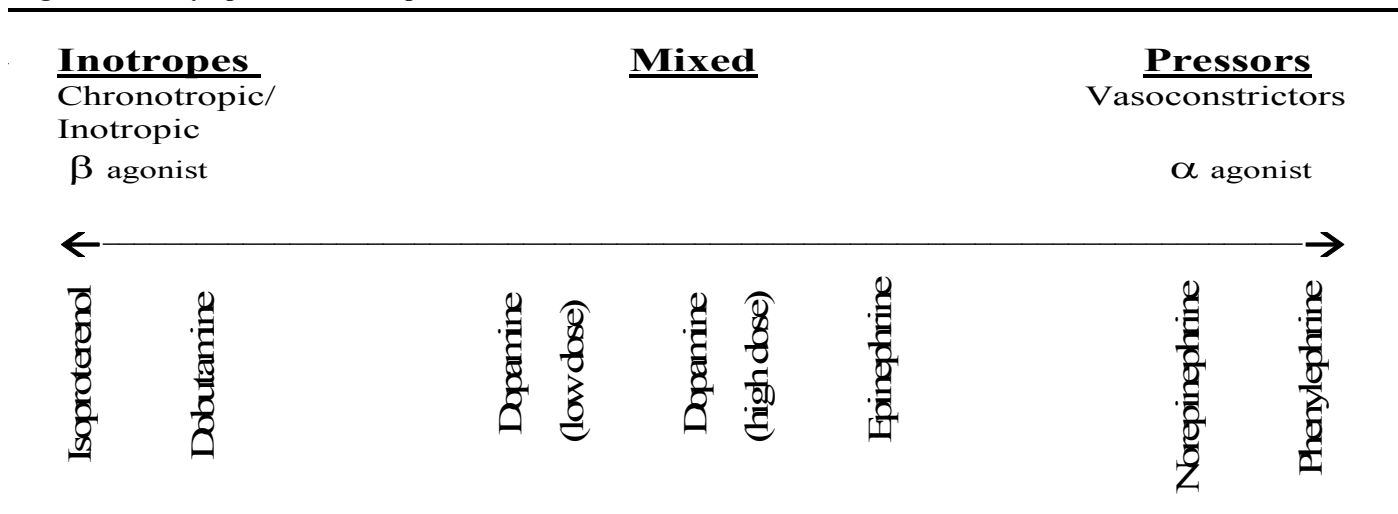 Inotropes
Mixed
Pressors
Chronotropic/
Vasoconstrictors
Inotropic
β agonist
α agonist
Isoproterenol
Dobutamine
Dopamine
(low dose)
Dopamine
(high dose)
Epinephrine
Norepinephrine
Phenylephrine